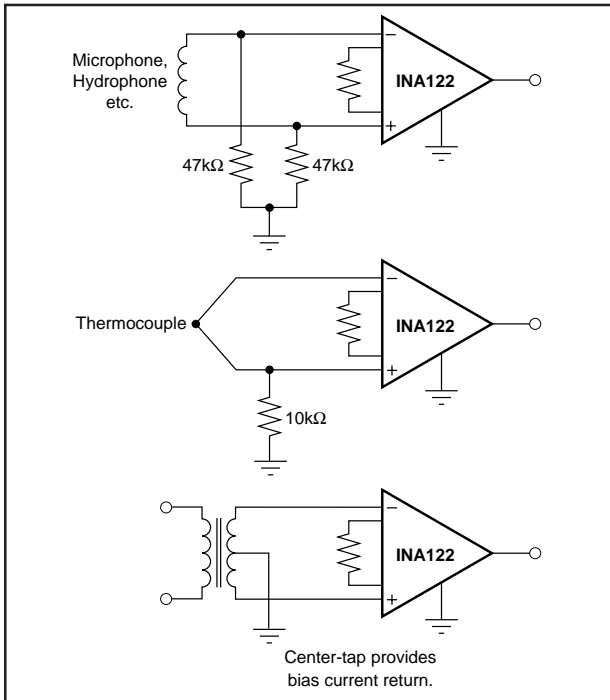 Microphone,
Hydrophone
etc.
−
INA122
+
47kΩ
47kΩ
Thermocouple
−
INA122
+
10kΩ
−
INA122
+
Center-tap provides
bias current return.